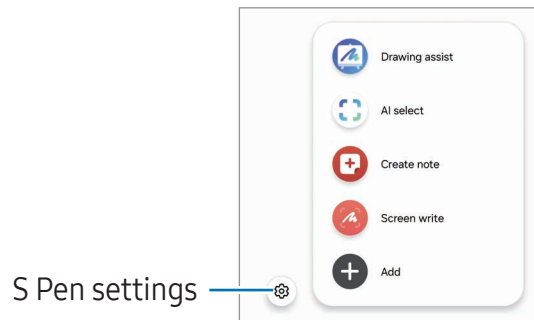 Drawing assist
AI select
Create note
Screen write
Add
S Pen settings